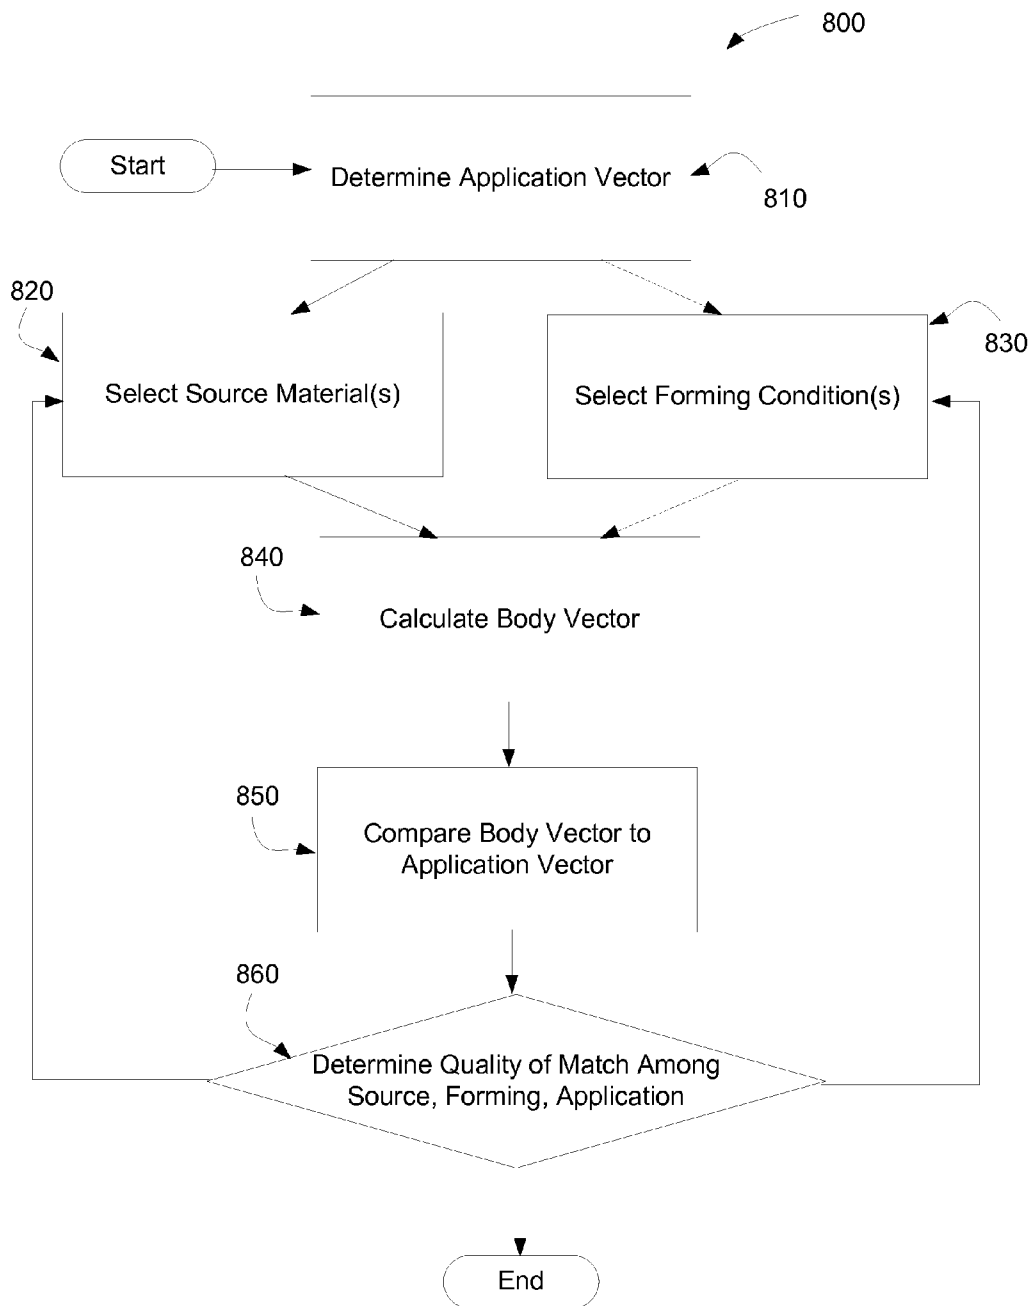 800
Start
Determine Application Vector
810
820
830
Select Source Material(s)
Select Forming Condition(s)
840
Calculate Body Vector
850
Compare Body Vector to
Application Vector
860
Determine Quality of Match Among
Source, Forming, Application
End